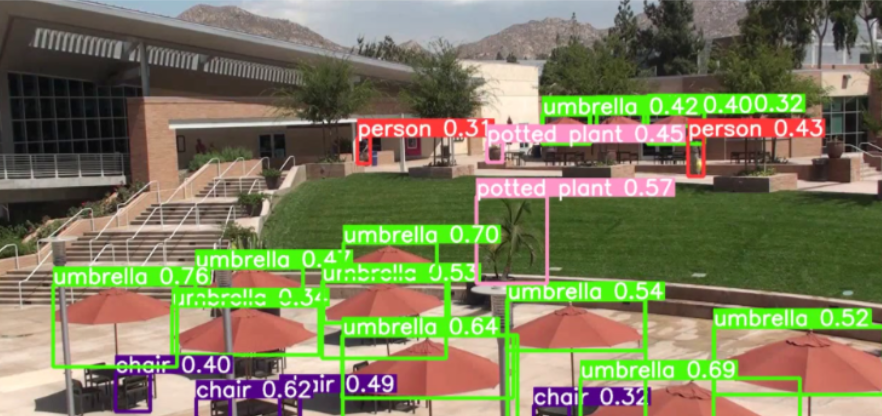 umbrella 0.42 0.40 0.32
person 0.31
potted plant 0.45
person 0.43
potted plant 0.57
umbrella 0.70
umbrella 0.47
umbrella 0.53
umbrella 0.76
umbrella 0.34
umbrella 0.54
umbrella 0.64
umbrella 0.52
chair 0.40
umbrella 0.69
chair 0.62
0.49
chair 0.32